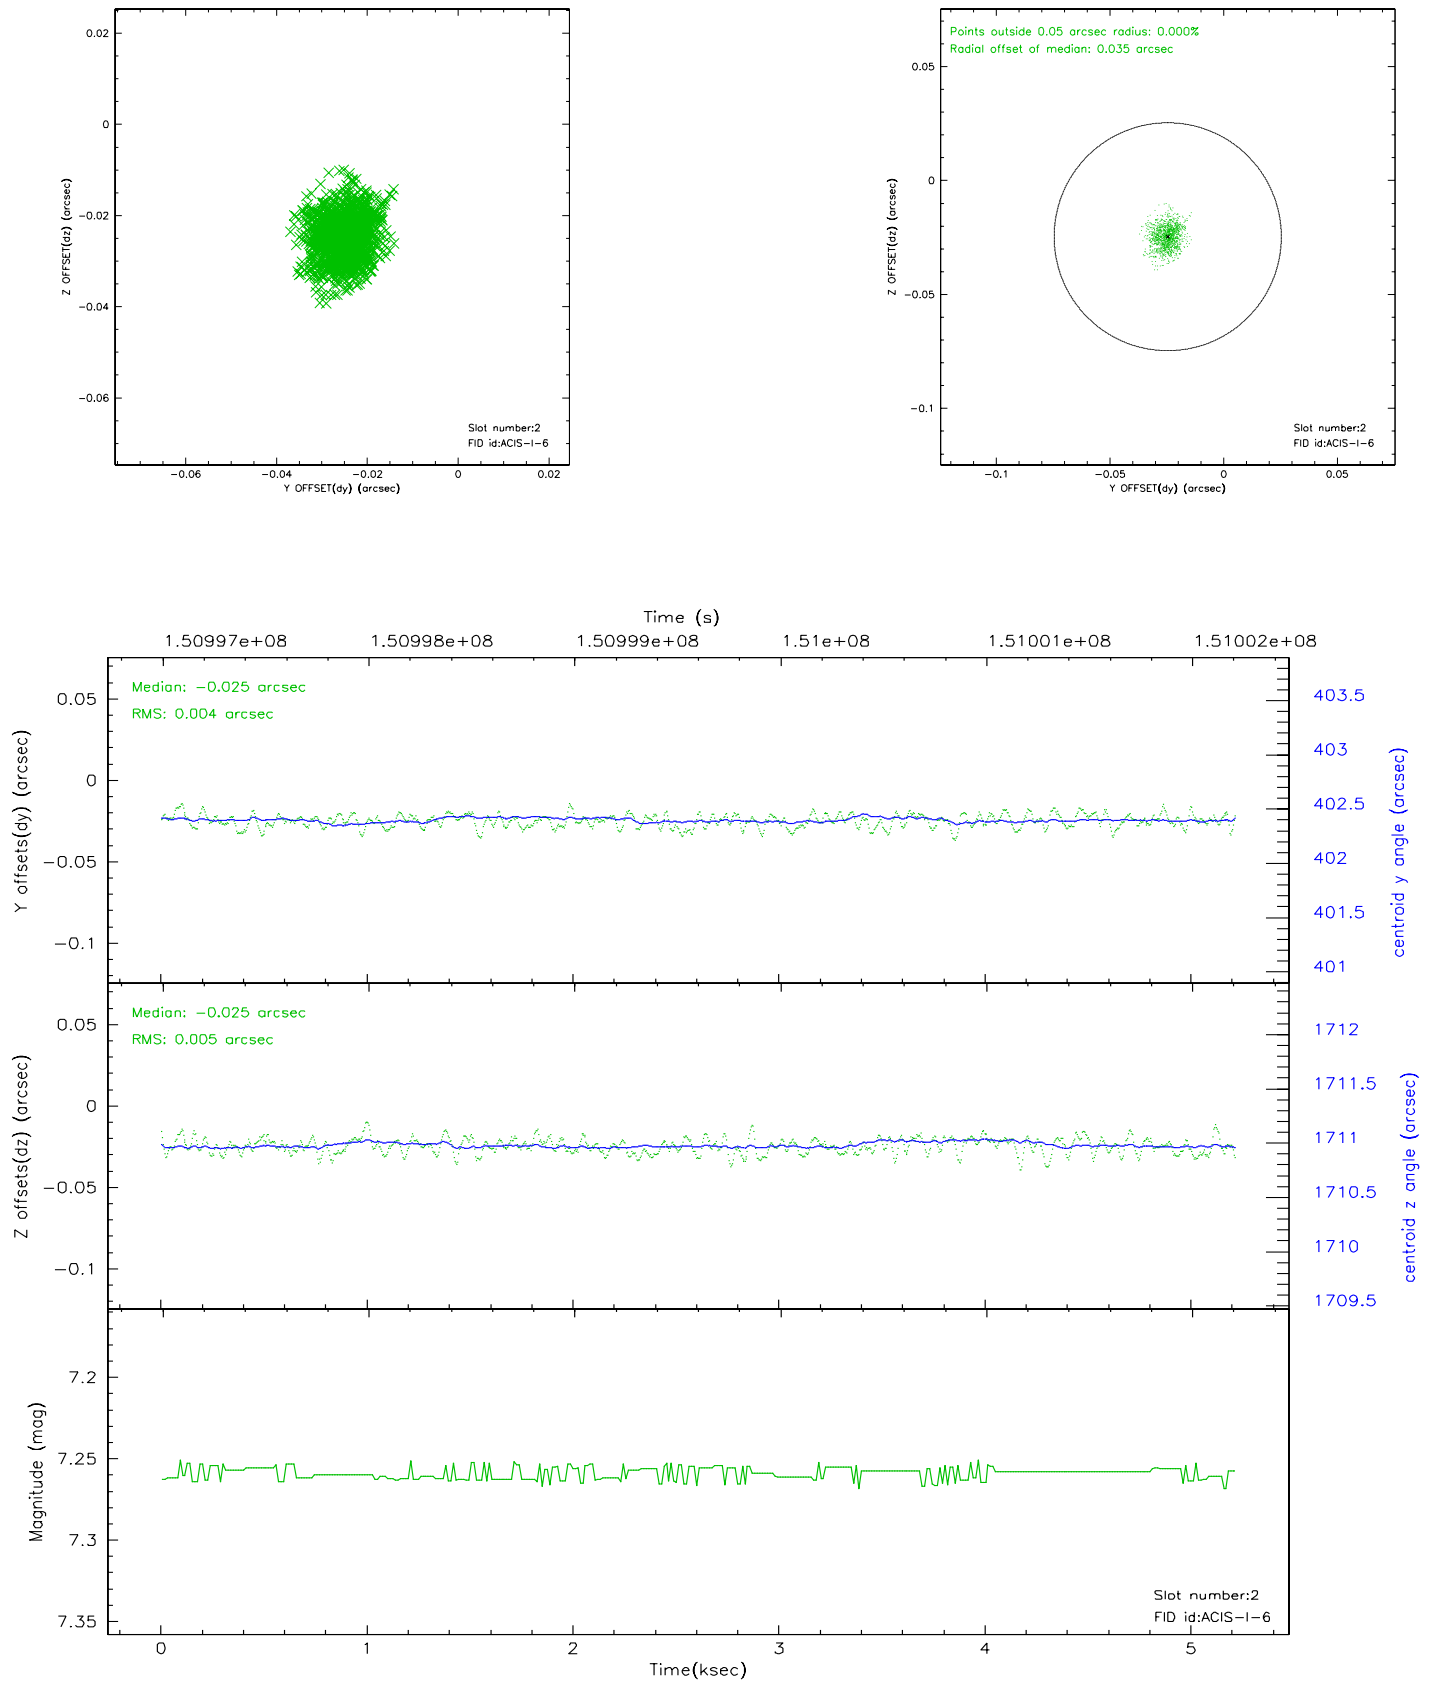 0.02
0
−0.02
−0.04
−0.06
Z OFFSET(dz) (arcsec)
Slot number:2
FID id:ACIS−I−6
−0.06 −0.04 −0.02 0 0.02
Y OFFSET(dy) (arcsec)
Points outside 0.05 arcsec radius: 0.000%
Radial offset of median: 0.035 arcsec
0.05
0
−0.05
−0.1
Z OFFSET(dz) (arcsec)
Slot number:2
FID id:ACIS−I−6
−0.1 −0.05 0 0.05
Y OFFSET(dy) (arcsec)
Time (s)
1.50997e+08 1.50998e+08 1.50999e+08 1.51e+08 1.51001e+08 1.51002e+08
Median: −0.025 arcsec
RMS: 0.004 arcsec
0.05
0
−0.05
−0.1
Y offsets(dy) (arcsec)
403.5
403
402.5
402
401.5
401
centroid y angle (arcsec)
Median: −0.025 arcsec
RMS: 0.005 arcsec
0.05
0
−0.05
−0.1
Z offsets(dz) (arcsec)
1712
1711.5
1711
1710.5
1710
1709.5
centroid z angle (arcsec)
7.2
7.25
7.3
7.35
Magnitude (mag)
Slot number:2
FID id:ACIS−I−6
0 1 2 3 4 5
Time(ksec)